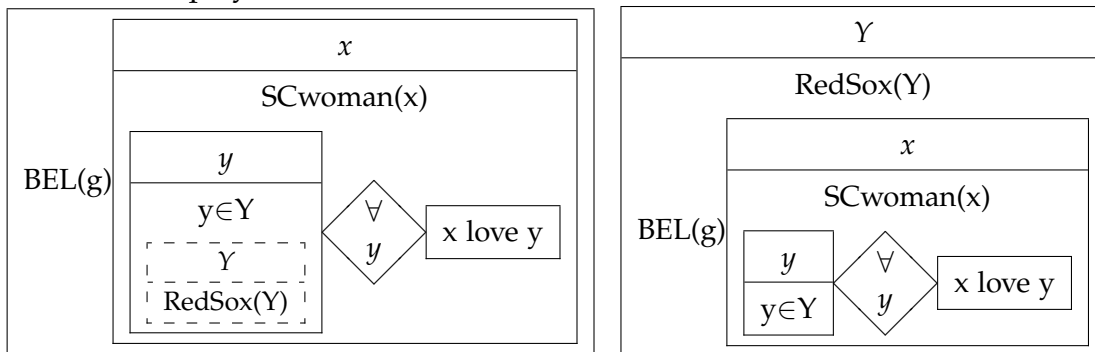 x
SCwoman(x)
BEL(g)
y
y∈Y
Y
RedSox(Y)
∀
y
x love y
Y
RedSox(Y)
x
SCwoman(x)
BEL(g)
y
y∈Y
∀
y
x love y